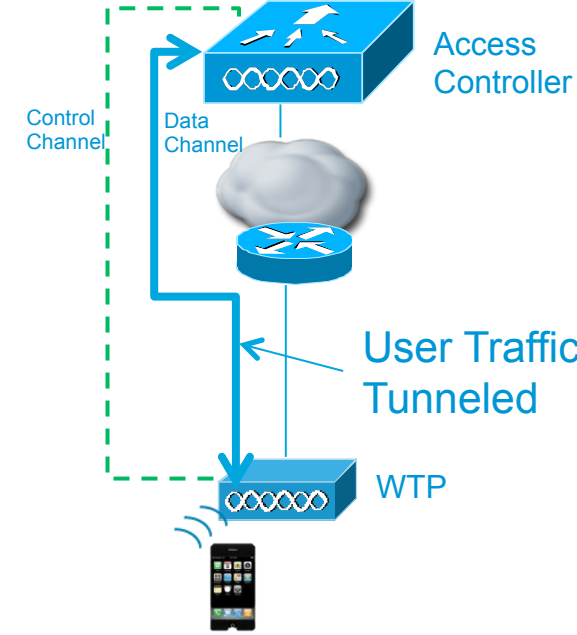 Access
Controller
Control
Channel
Data
Channel
User Traffic
Tunneled
WTP